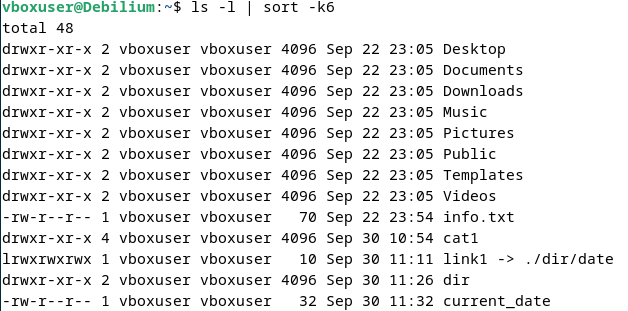 vboxuser@Debilium:~$ ls -l | sort -k6
total 48
drwxr-xr-x 2 vboxuser vboxuser 4096 Sep 22 23:05 Desktop
drwxr-xr-x 2 vboxuser vboxuser 4096 Sep 22 23:05 Documents
drwxr-xr-x 2 vboxuser vboxuser 4096 Sep 22 23:05 Downloads
drwxr-xr-x 2 vboxuser vboxuser 4096 Sep 22 23:05 Music
drwxr-xr-x 2 vboxuser vboxuser 4096 Sep 22 23:05 Pictures
drwxr-xr-x 2 vboxuser vboxuser 4096 Sep 22 23:05 Public
drwxr-xr-x 2 vboxuser vboxuser 4096 Sep 22 23:05 Templates
drwxr-xr-x 2 vboxuser vboxuser 4096 Sep 22 23:05 Videos
-rw-r--r-- 1 vboxuser vboxuser   70 Sep 22 23:54 info.txt
drwxr-xr-x 4 vboxuser vboxuser 4096 Sep 30 10:54 cat1
lrwxrwxrwx 1 vboxuser vboxuser   10 Sep 30 11:11 link1 -> ./dir/date
drwxr-xr-x 2 vboxuser vboxuser 4096 Sep 30 11:26 dir
-rw-r--r-- 1 vboxuser vboxuser   32 Sep 30 11:32 current_date